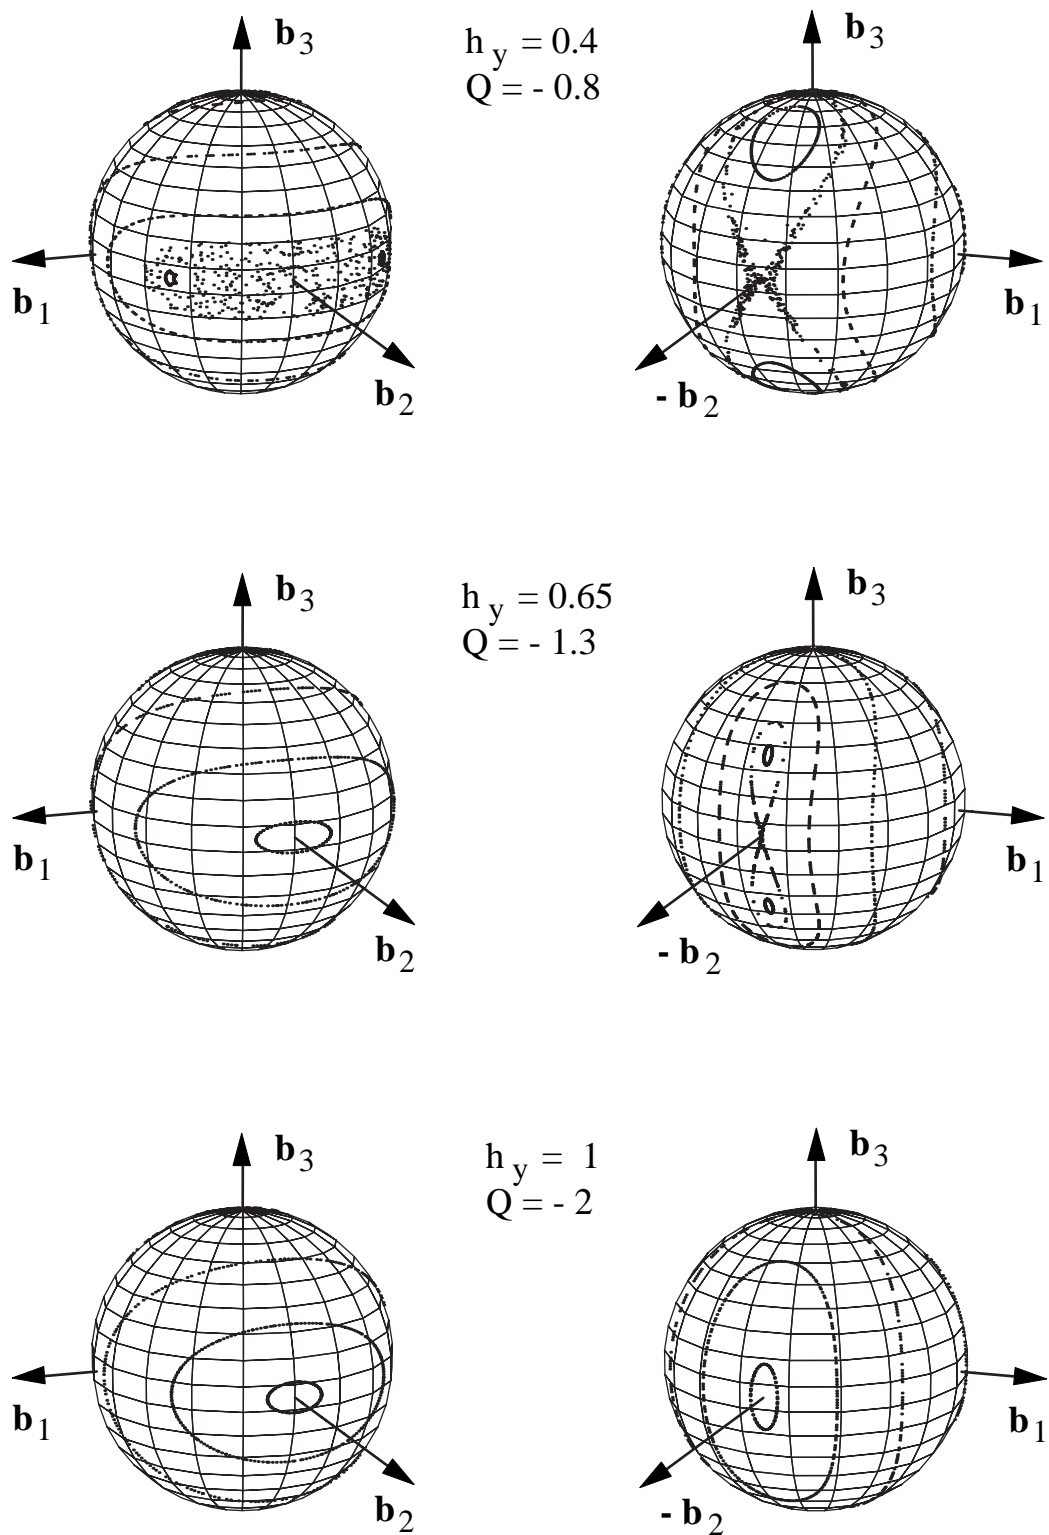 b3
h y = 0.4
Q = - 0.8
b3
b1
b2
- b2
b1
b3
h y = 0.65
Q = - 1.3
b3
b1
b2
- b2
b1
b3
h y = 1
Q = - 2
b3
b1
b2
- b2
b1